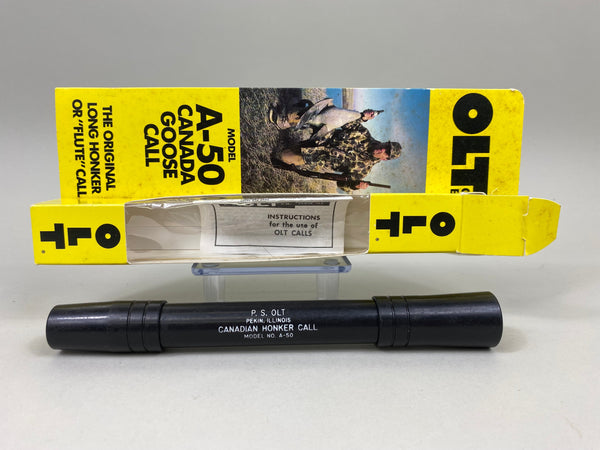 MODEL
A-50
CANADA
GOOSE
CALL
THE ORIGINAL
LONG HONKER
OR "FLUTE" CALL
OLT
OLT
INSTRUCTIONS
for the use of
OLT CALLS
OLT
P. S. OLT
PEKIN, ILLINOIS
CANADIAN HONKER CALL
MODEL NO. A-50